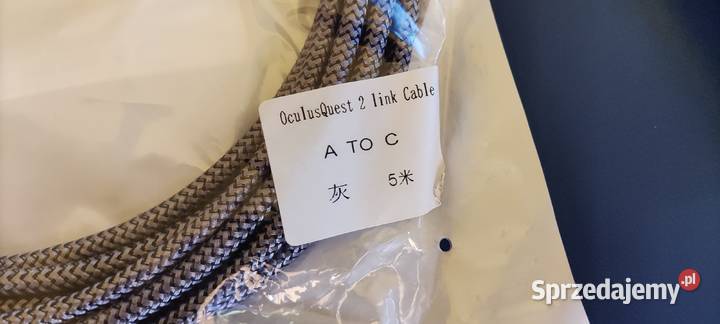 OculusQuest 2 link Cable
A TO C
灰 5米
Sprzedajemy.pl